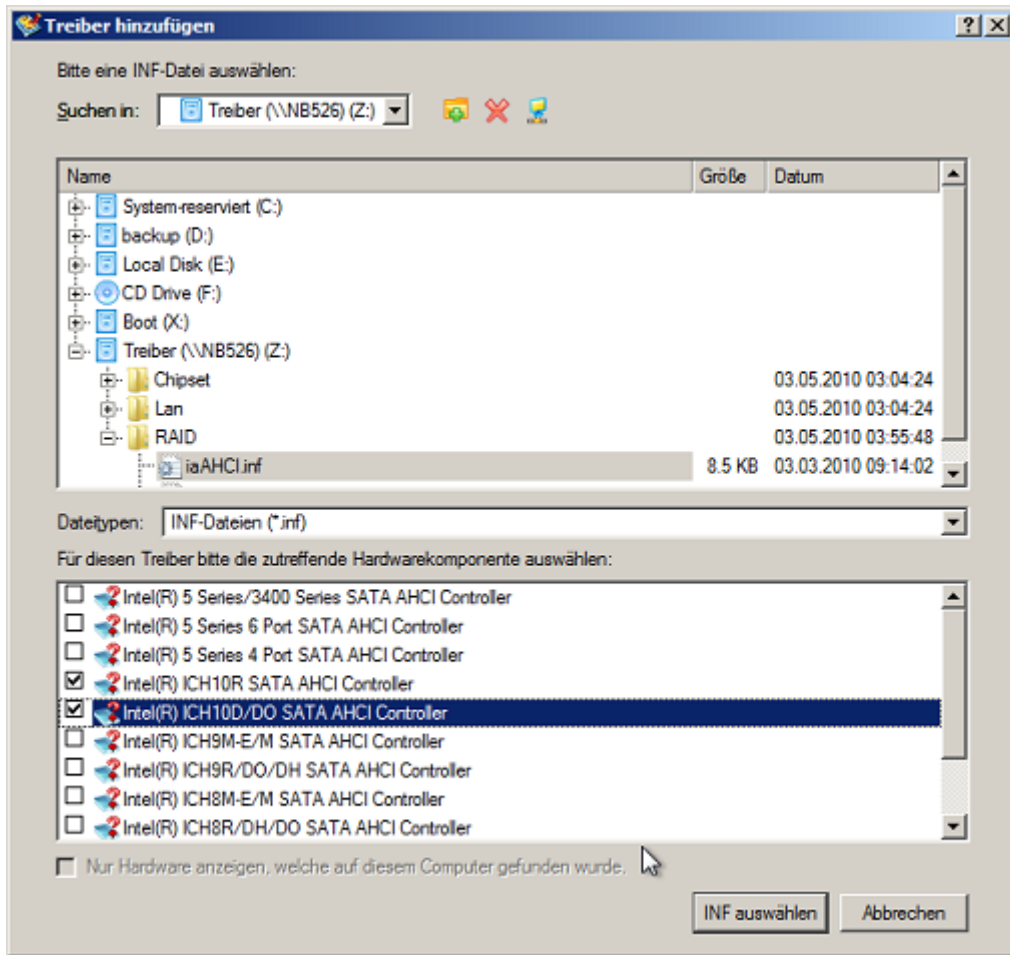 Treiber hinzufügen
Bitte eine INF-Datei auswählen:
Suchen in: Treiber (\\NB526) (Z:)
Name Größe Datum
System-reserviert (C:)
backup (D:)
Local Disk (E:)
CD Drive (F:)
Boot (X:)
Treiber (\\NB526) (Z:)
Chipset 03.05.2010 03:04:24
Lan 03.05.2010 03:04:24
RAID 03.05.2010 03:55:48
iaAHCI.inf 8.5 KB 03.03.2010 09:14:02
Dateitypen: INF-Dateien (*.inf)
Für diesen Treiber bitte die zutreffende Hardwarekomponente auswählen:
Intel(R) 5 Series/3400 Series SATA AHCI Controller
Intel(R) 5 Series 6 Port SATA AHCI Controller
Intel(R) 5 Series 4 Port SATA AHCI Controller
Intel(R) ICH10R SATA AHCI Controller
Intel(R) ICH10D/DO SATA AHCI Controller
Intel(R) ICH9M-E/M SATA AHCI Controller
Intel(R) ICH9R/DO/DH SATA AHCI Controller
Intel(R) ICH8M-E/M SATA AHCI Controller
Intel(R) ICH8R/DH/DO SATA AHCI Controller
Nur Hardware anzeigen, welche auf diesem Computer gefunden wurde.
INF auswählen Abbrechen